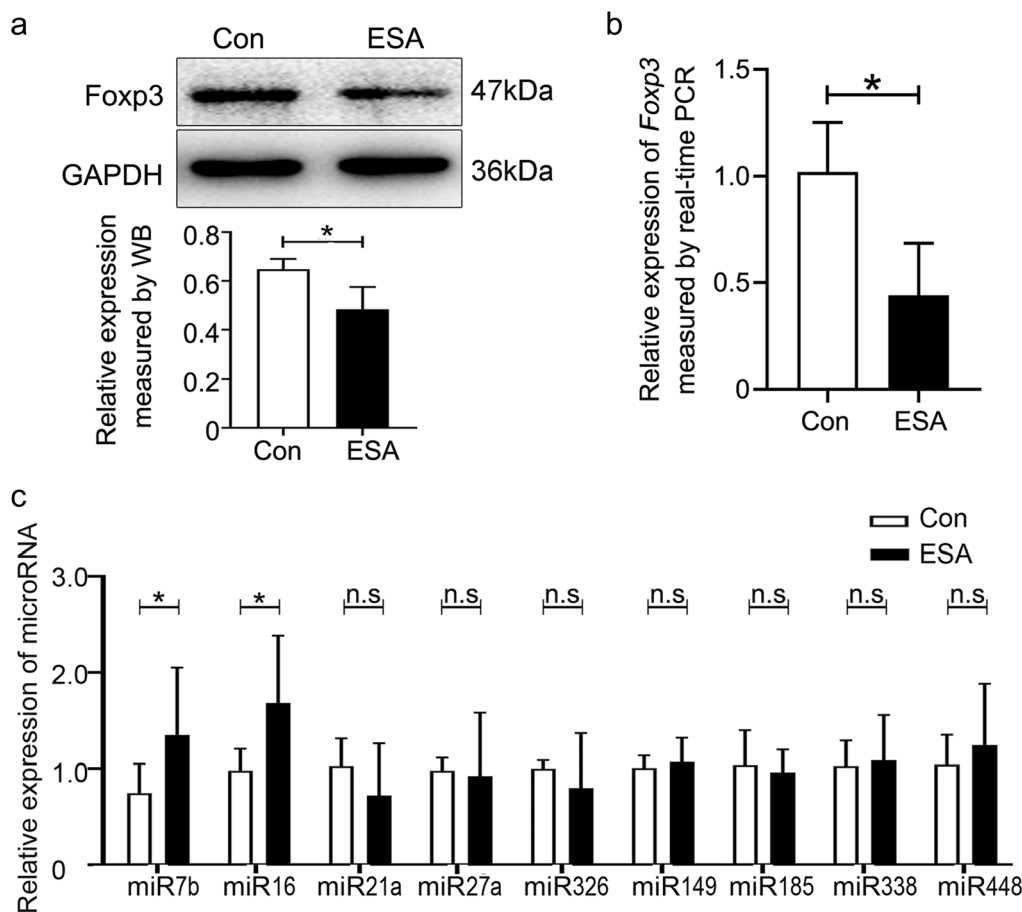 a
Con ESA
Foxp3 47kDa
GAPDH 36kDa
Relative expression
measured by WB
0.8
0.6
0.4
0.2
0
*
Con ESA
b
Relative expression of Foxp3
measured by real-time PCR
1.5
1.0
0.5
0
*
Con ESA
c
Con
ESA
Relative expression of microRNA
3.0
2.0
1.0
0
* * n.s n.s n.s n.s n.s n.s n.s
miR7b miR16 miR21a miR27a miR326 miR149 miR185 miR338 miR448